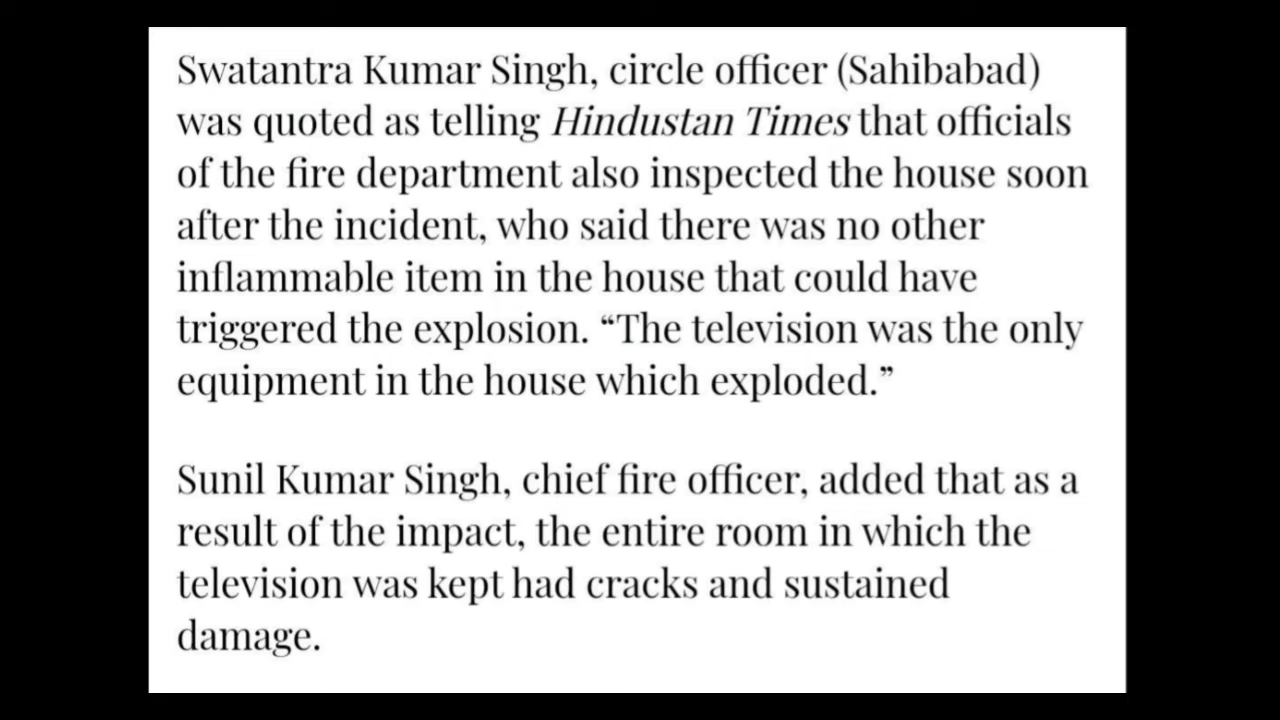 Swatantra Kumar Singh, circle officer (Sahibabad)
was quoted as telling Hindustan Times that officials
of the fire department also inspected the house soon
after the incident, who said there was no other
inflammable item in the house that could have
triggered the explosion. “The television was the only
equipment in the house which exploded.”
Sunil Kumar Singh, chief fire officer, added that as a
result of the impact, the entire room in which the
television was kept had cracks and sustained
damage.